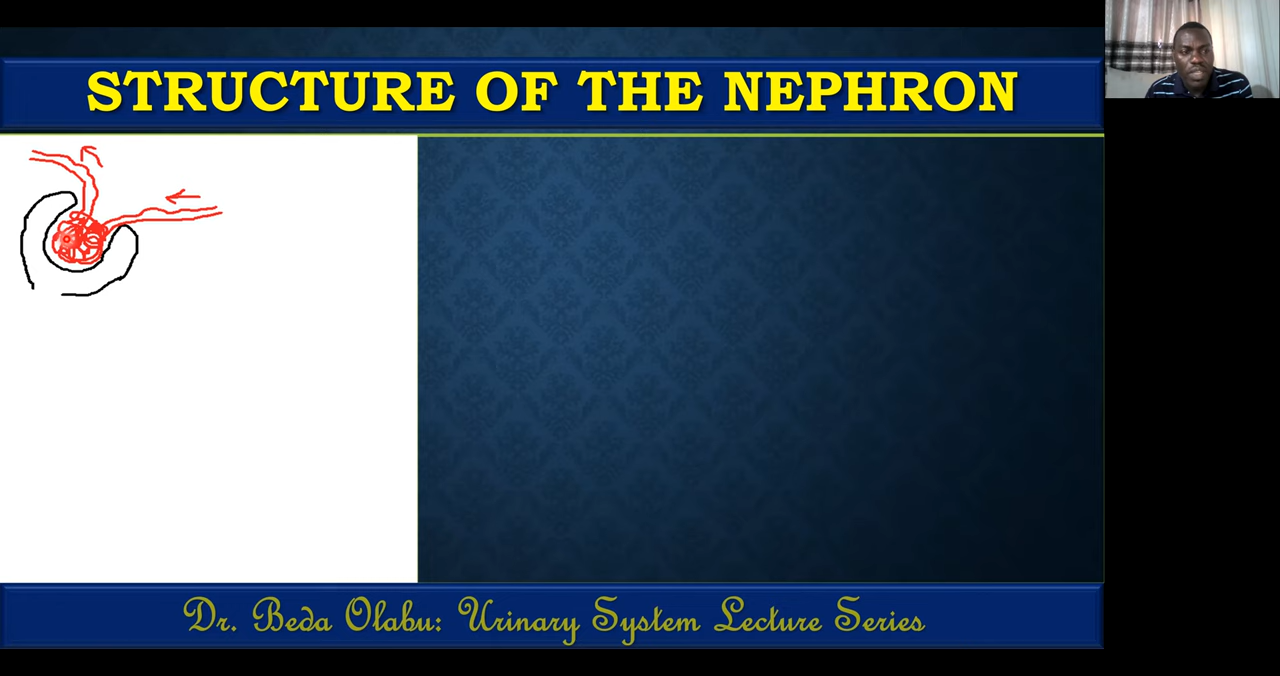 STRUCTURE OF THE NEPHRON
Dr. Beda Olabu: Urinary System Lecture Series